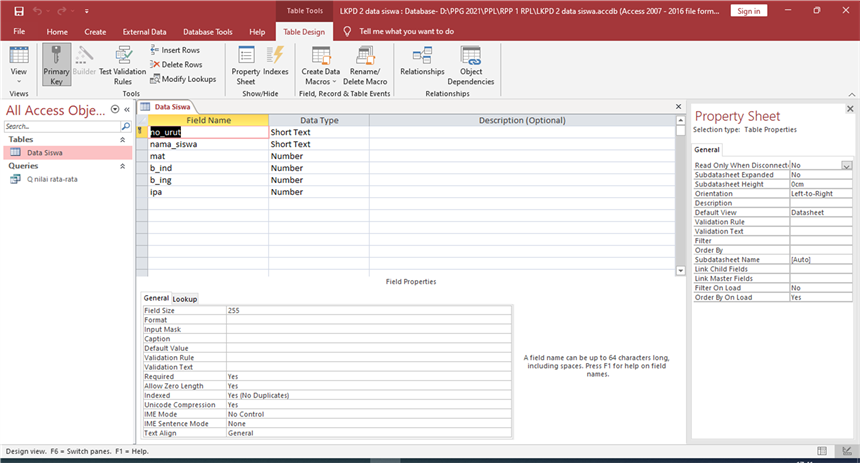 Table Tools
LKPD 2 data siswa : Database- D:\PPG 2021\PPL\RPP 1 RPL\LKPD 2 data siswa.accdb (Access 2007 - 2016 file form...
Sign in
File Home Create External Data Database Tools Help Table Design Tell me what you want to do
View
Primary Key
Builder
Test Validation Rules
Insert Rows
Delete Rows
Modify Lookups
Property Sheet
Indexes
Create Data Macros
Rename/ Delete Macro
Relationships
Object Dependencies
Views Tools Show/Hide Field, Record & Table Events Relationships
All Access Obje...
Search...
Tables
Data Siswa
Queries
Q nilai rata-rata
Data Siswa
Field Name Data Type Description (Optional)
no_urut Short Text
nama_siswa Short Text
mat Number
b_ind Number
b_ing Number
ipa Number
Field Properties
General Lookup
Field Size 255
Format
Input Mask
Caption
Default Value
Validation Rule
Validation Text
Required Yes
Allow Zero Length Yes
Indexed Yes (No Duplicates)
Unicode Compression Yes
IME Mode No Control
IME Sentence Mode None
Text Align General
A field name can be up to 64 characters long,
including spaces. Press F1 for help on field
names.
Property Sheet
Selection type: Table Properties
General
Read Only When Disconnect No
Subdatasheet Expanded No
Subdatasheet Height 0cm
Orientation Left-to-Right
Description
Default View Datasheet
Validation Rule
Validation Text
Filter
Order By
Subdatasheet Name [Auto]
Link Child Fields
Link Master Fields
Filter On Load No
Order By On Load Yes
Design view. F6 = Switch panes. F1 = Help.